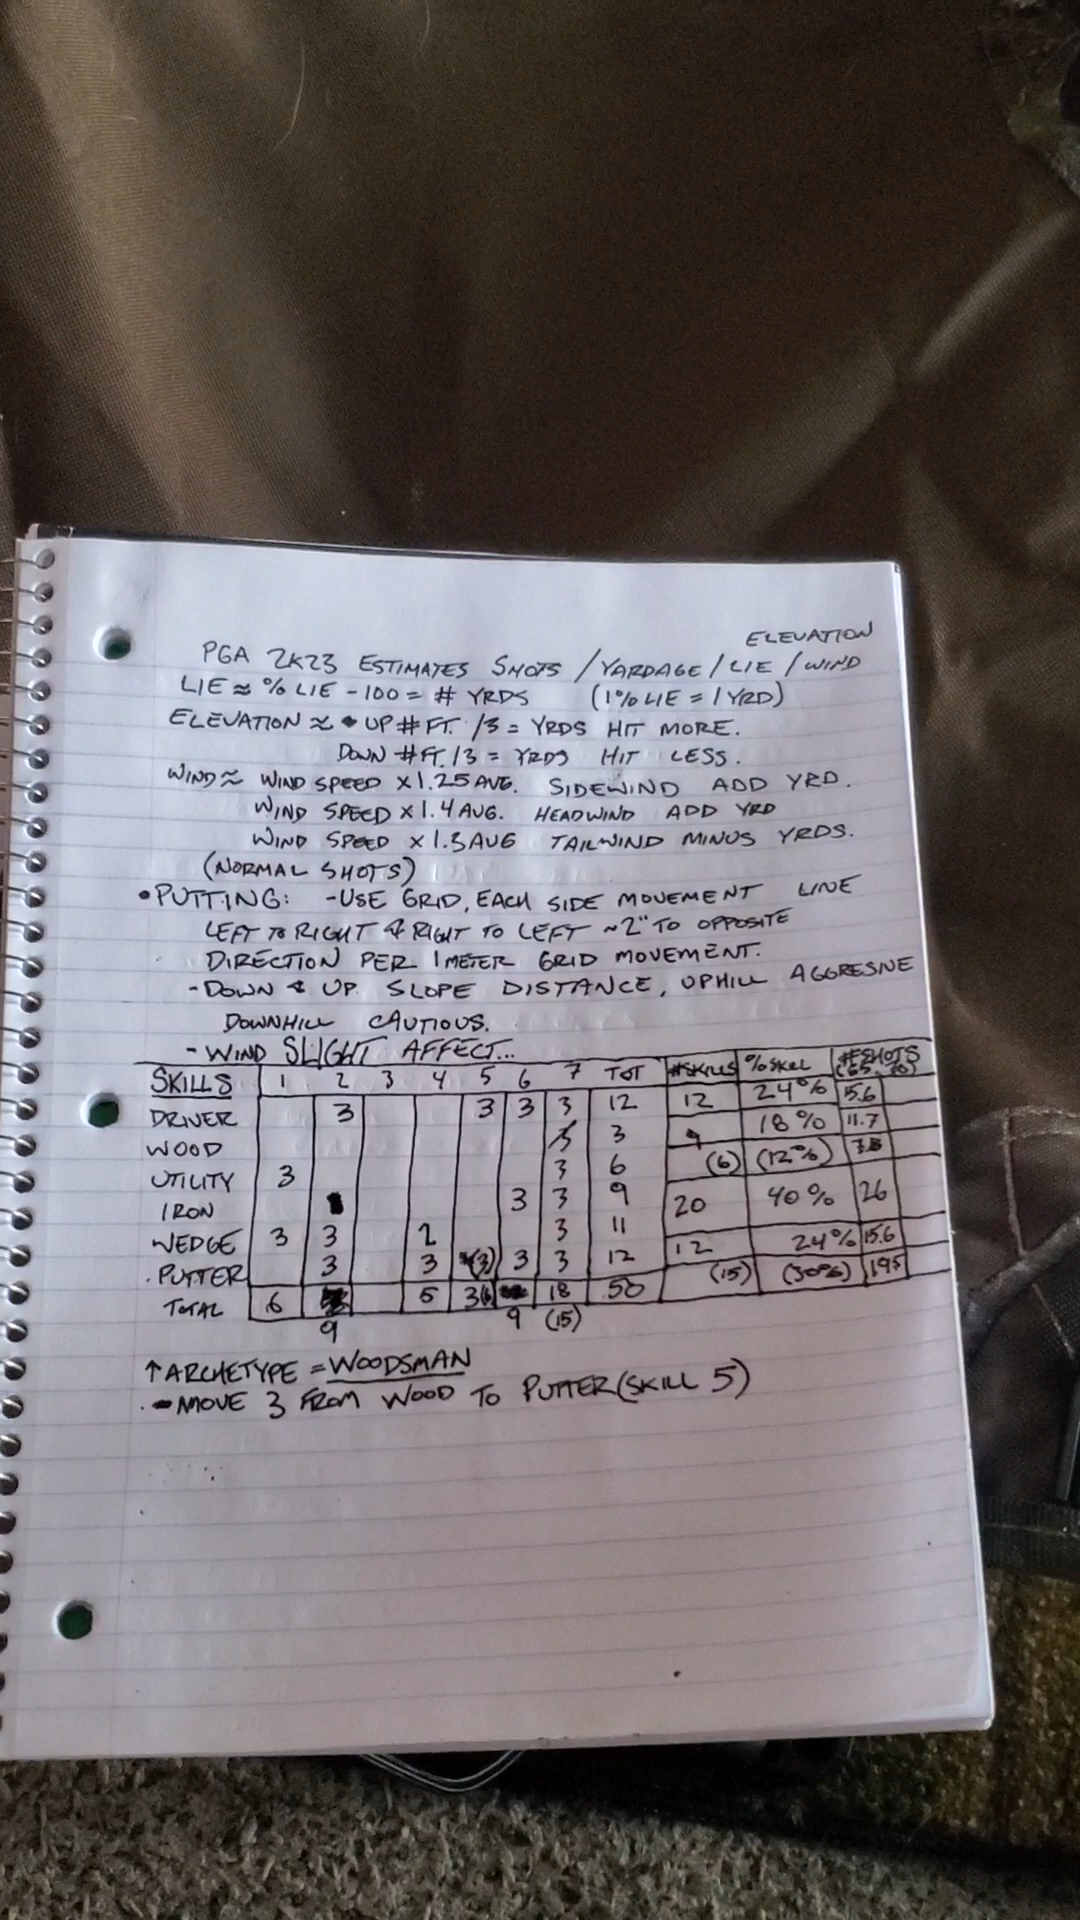 ELEVATION
PGA 2K23 ESTIMATES SHOTS / YARDAGE / LIE / WIND
LIE ≈ % LIE - 100 = # YRDS (1% LIE = 1 YRD)
ELEVATION ≈ UP # FT. /3 = YRDS HIT MORE.
DOWN # FT. /3 = YRDS HIT LESS.
WIND ≈ WIND SPEED X 1.25 AVG. SIDEWIND ADD YRD.
WIND SPEED X 1.4 AVG. HEADWIND ADD YRD
WIND SPEED X 1.3 AVG TAILWIND MINUS YRDS.
(NORMAL SHOTS)
• PUTTING: - USE GRID, EACH SIDE MOVEMENT LINE
LEFT TO RIGHT & RIGHT TO LEFT ~2" TO OPPOSITE
DIRECTION PER 1 METER GRID MOVEMENT.
- DOWN & UP SLOPE DISTANCE, UPHILL AGGRESIVE
DOWNHILL CAUTIOUS.
- WIND SLIGHT AFFECT...
SKILLS 1 2 3 4 5 6 7 TOT # SKILLS % SKILL # SHOTS (65.70)
DRIVER 3 3 3 3 12 12 24% 15.6
WOOD 3 3 9 18% 11.7
UTILITY 3 3 6 (6) (12%) 7.8
IRON 3 3 9 20 40% 26
WEDGE 3 3 2 3 11 12 24% 15.6
PUTTER 3 3 (3) 3 3 12 (15) (30%) 19.5
TOTAL 6 5 3 18 50
9 9 (15)
↑ ARCHETYPE = WOODSMAN
- MOVE 3 FROM WOOD TO PUTTER (SKILL 5)